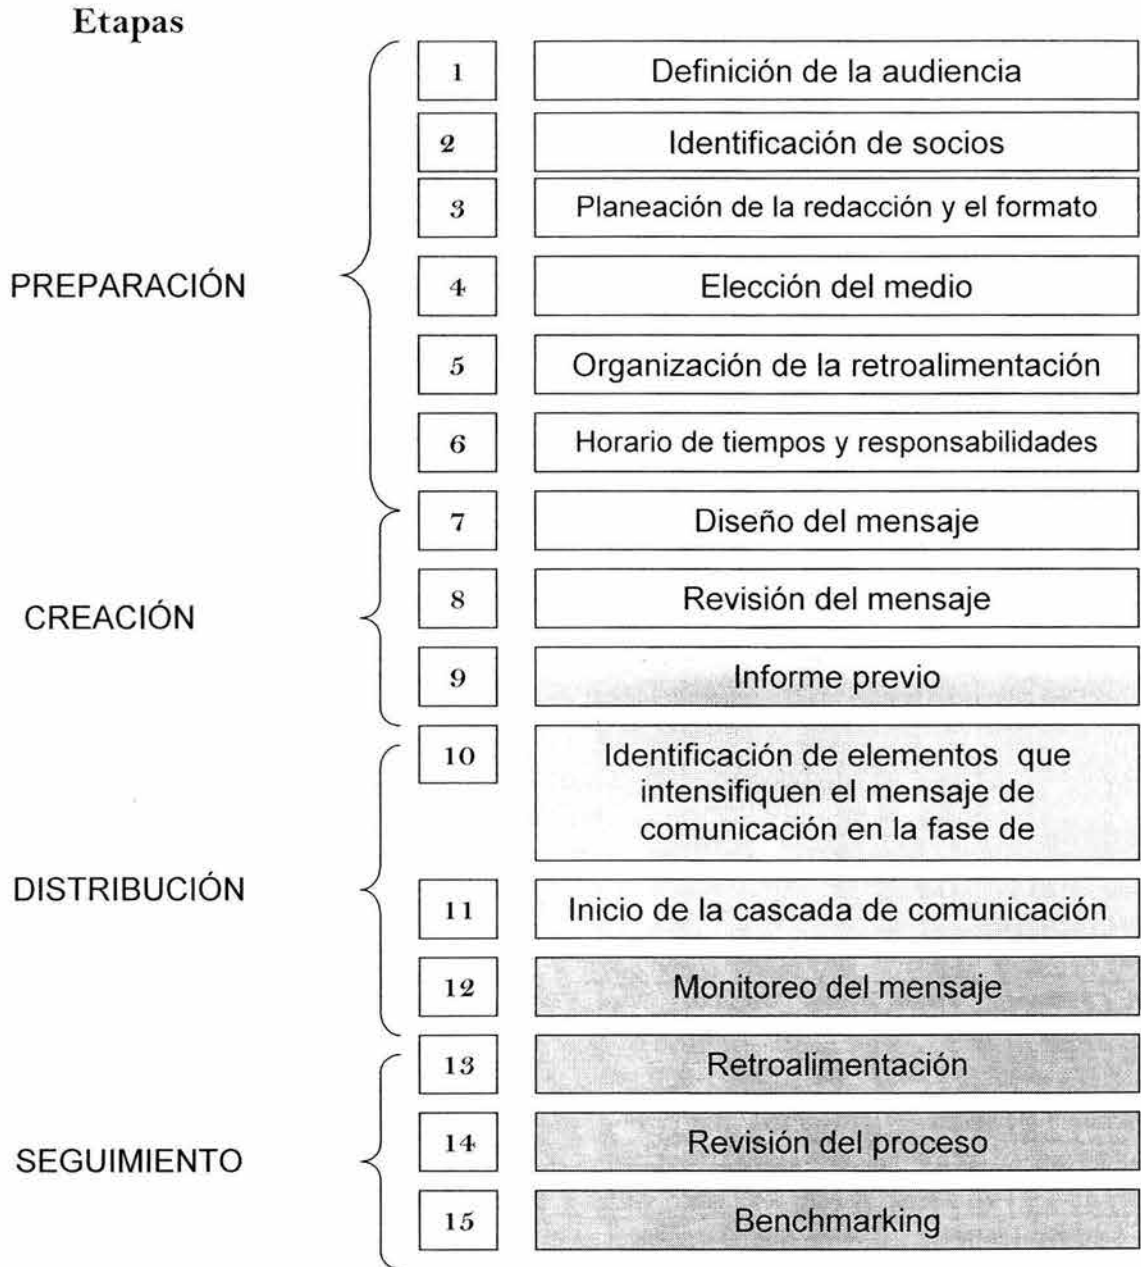 Etapas
PREPARACIÓN
1 Definición de la audiencia
2 Identificación de socios
3 Planeación de la redacción y el formato
4 Elección del medio
5 Organización de la retroalimentación
6 Horario de tiempos y responsabilidades
CREACIÓN
7 Diseño del mensaje
8 Revisión del mensaje
9 Informe previo
DISTRIBUCIÓN
10 Identificación de elementos que
intensifiquen el mensaje de
comunicación en la fase de
11 Inicio de la cascada de comunicación
12 Monitoreo del mensaje
SEGUIMIENTO
13 Retroalimentación
14 Revisión del proceso
15 Benchmarking